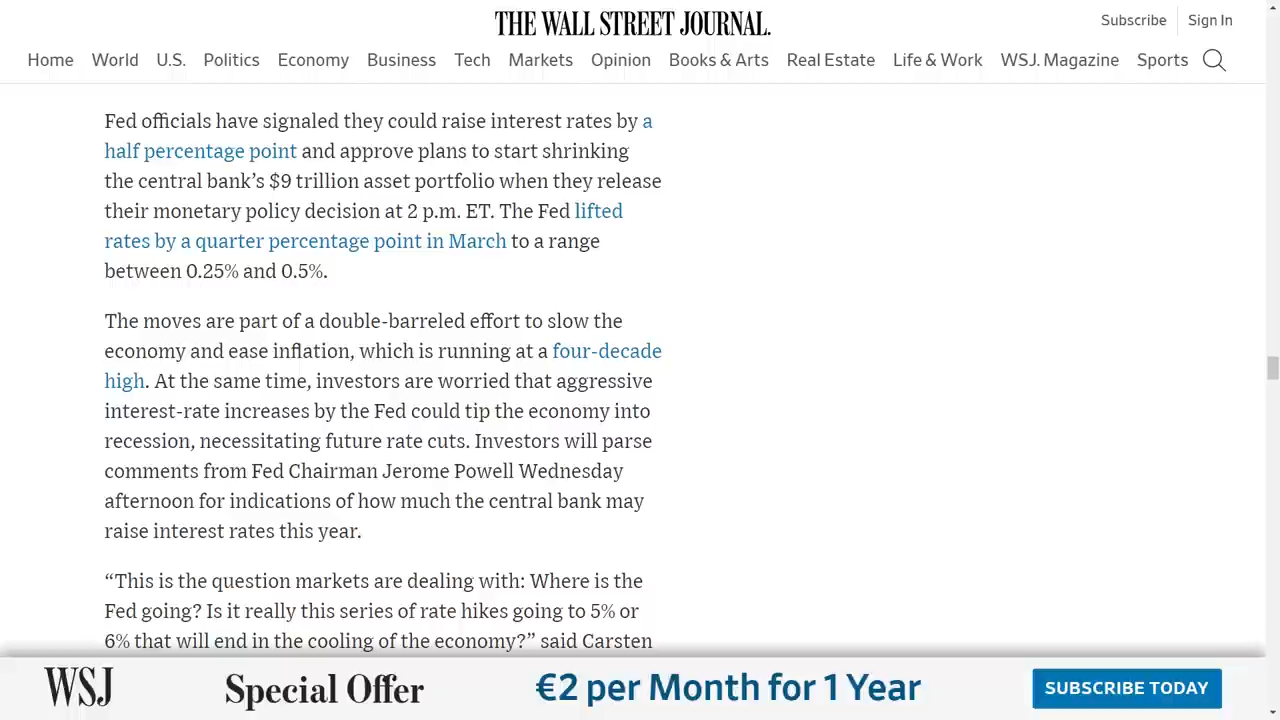 THE WALL STREET JOURNAL.
Subscribe
Sign In
Home World U.S. Politics Economy Business Tech Markets Opinion Books & Arts Real Estate Life & Work WSJ. Magazine Sports
Fed officials have signaled they could raise interest rates by a
half percentage point and approve plans to start shrinking
the central bank’s $9 trillion asset portfolio when they release
their monetary policy decision at 2 p.m. ET. The Fed lifted
rates by a quarter percentage point in March to a range
between 0.25% and 0.5%.
The moves are part of a double-barreled effort to slow the
economy and ease inflation, which is running at a four-decade
high. At the same time, investors are worried that aggressive
interest-rate increases by the Fed could tip the economy into
recession, necessitating future rate cuts. Investors will parse
comments from Fed Chairman Jerome Powell Wednesday
afternoon for indications of how much the central bank may
raise interest rates this year.
“This is the question markets are dealing with: Where is the
Fed going? Is it really this series of rate hikes going to 5% or
6% that will end in the cooling of the economy?” said Carsten
WSJ Special Offer €2 per Month for 1 Year SUBSCRIBE TODAY